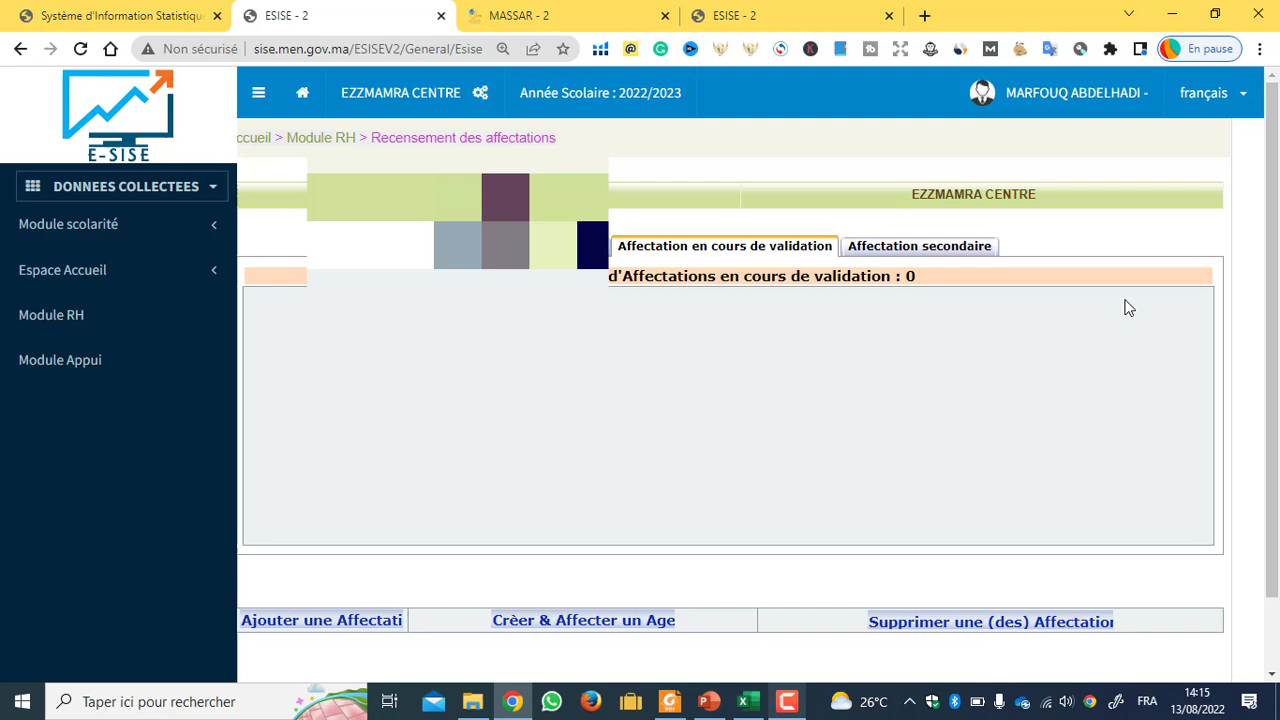 Système d'Information Statistique
ESISE - 2
MASSAR - 2
ESISE - 2
Non sécurisé
sise.men.gov.ma/ESISEV2/General/Esise
En pause
E-SISE
EZZMAMRA CENTRE
Année Scolaire : 2022/2023
MARFOUQ ABDELHADI -
français
ccueil > Module RH > Recensement des affectations
DONNEES COLLECTEES
Module scolarité
Espace Accueil
Module RH
Module Appui
EZZMAMRA CENTRE
Affectation en cours de validation
Affectation secondaire
d'Affectations en cours de validation : 0
Ajouter une Affectati
Crèer & Affecter un Age
Supprimer une (des) Affectation
Taper ici pour rechercher
26°C
FRA
14:15
13/08/2022